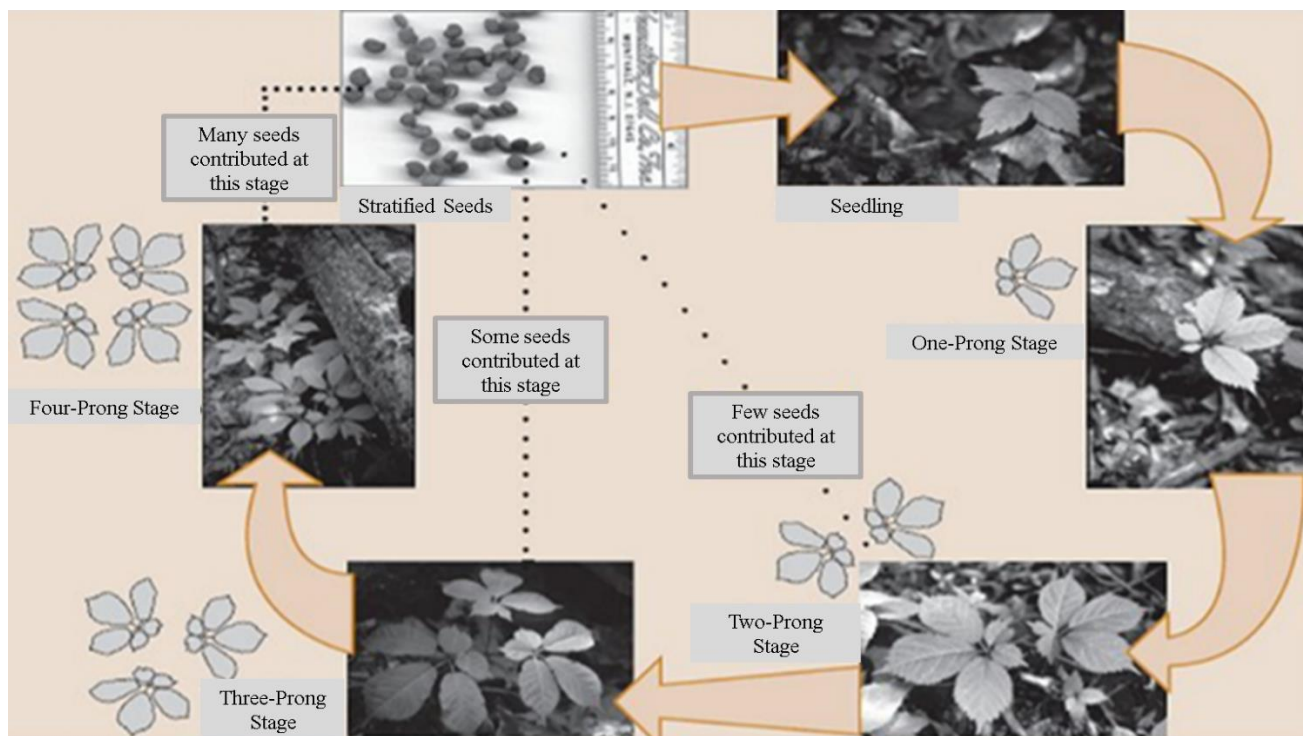 Many seeds
contributed at
this stage
Stratified Seeds
MONTVALE N.J.
Seedling
One-Prong Stage
Some seeds
contributed at
this stage
Four-Prong Stage
Few seeds
contributed at
this stage
Two-Prong
Stage
Three-Prong
Stage